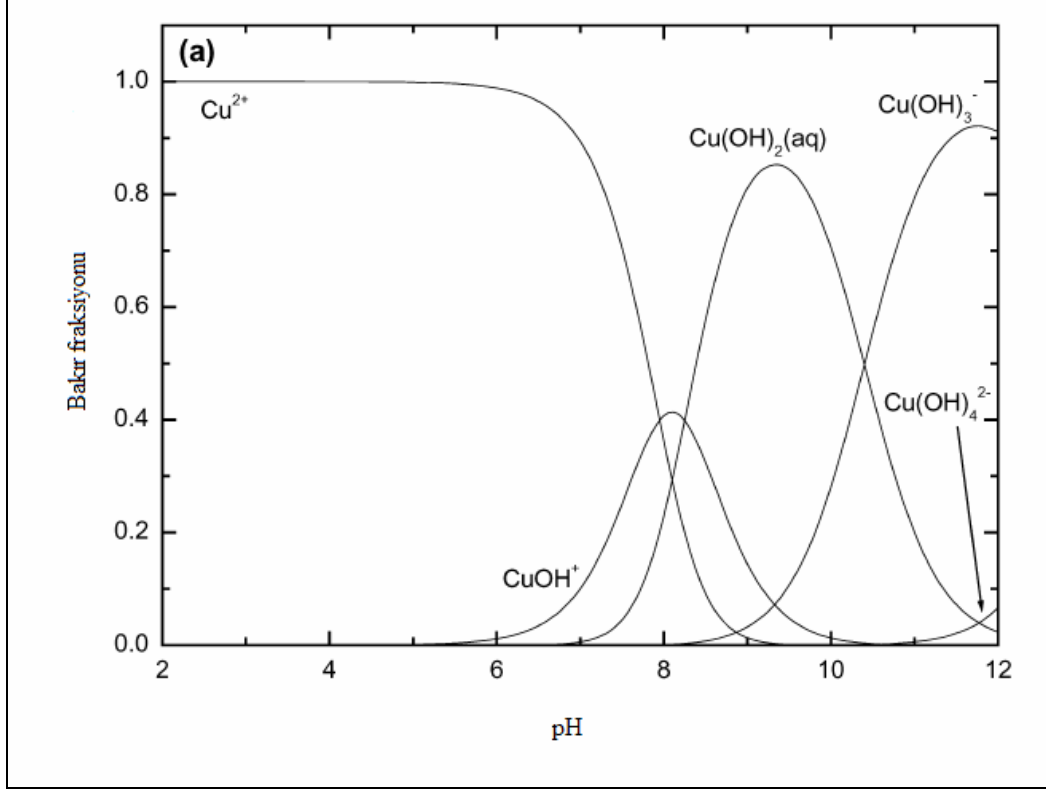 (a)
1.0
0.8
0.6
0.4
0.2
0.0
Bakır fraksiyonu
Cu²⁺
CuOH⁺
Cu(OH)₂(aq)
Cu(OH)₃⁻
Cu(OH)₄²⁻
2 4 6 8 10 12
pH